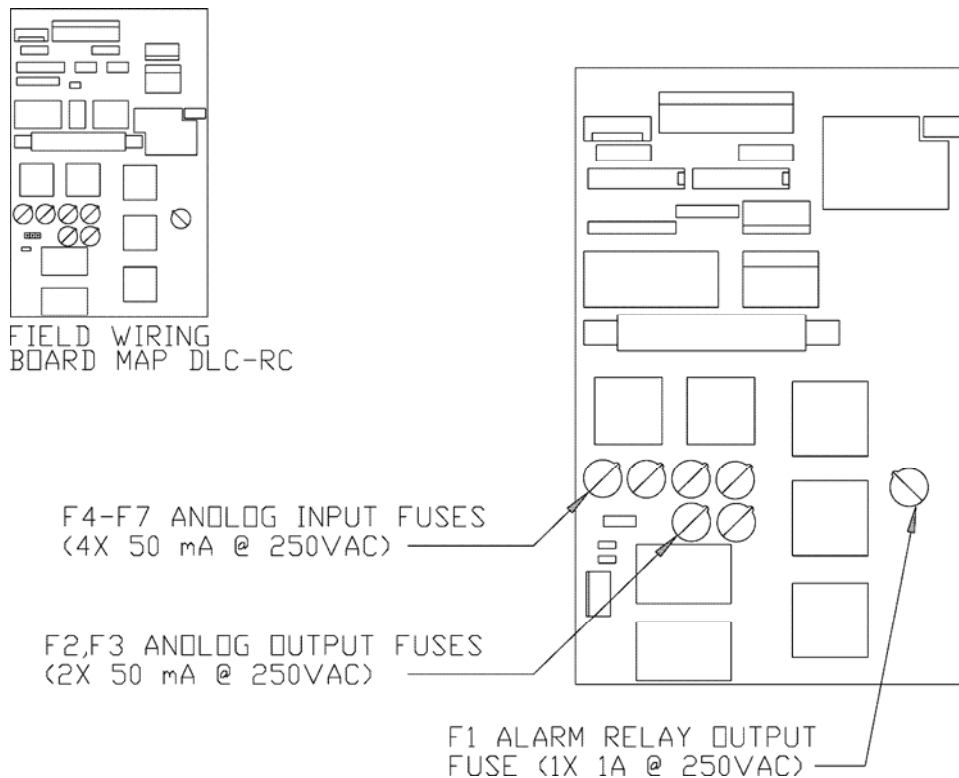 FIELD WIRING
BOARD MAP DLC-RC
F4-F7 ANALOG INPUT FUSES
(4X 50 mA @ 250VAC)
F2,F3 ANALOG OUTPUT FUSES
(2X 50 mA @ 250VAC)
F1 ALARM RELAY OUTPUT
FUSE (1X 1A @ 250VAC)